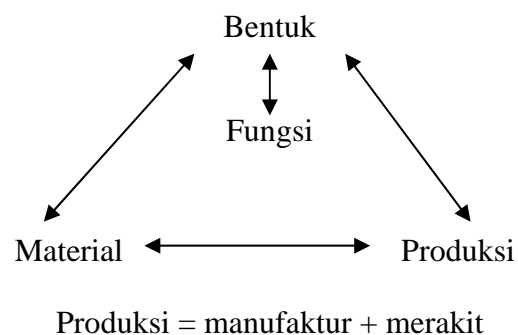 Bentuk
Fungsi
Material Produksi
Produksi = manufaktur + merakit